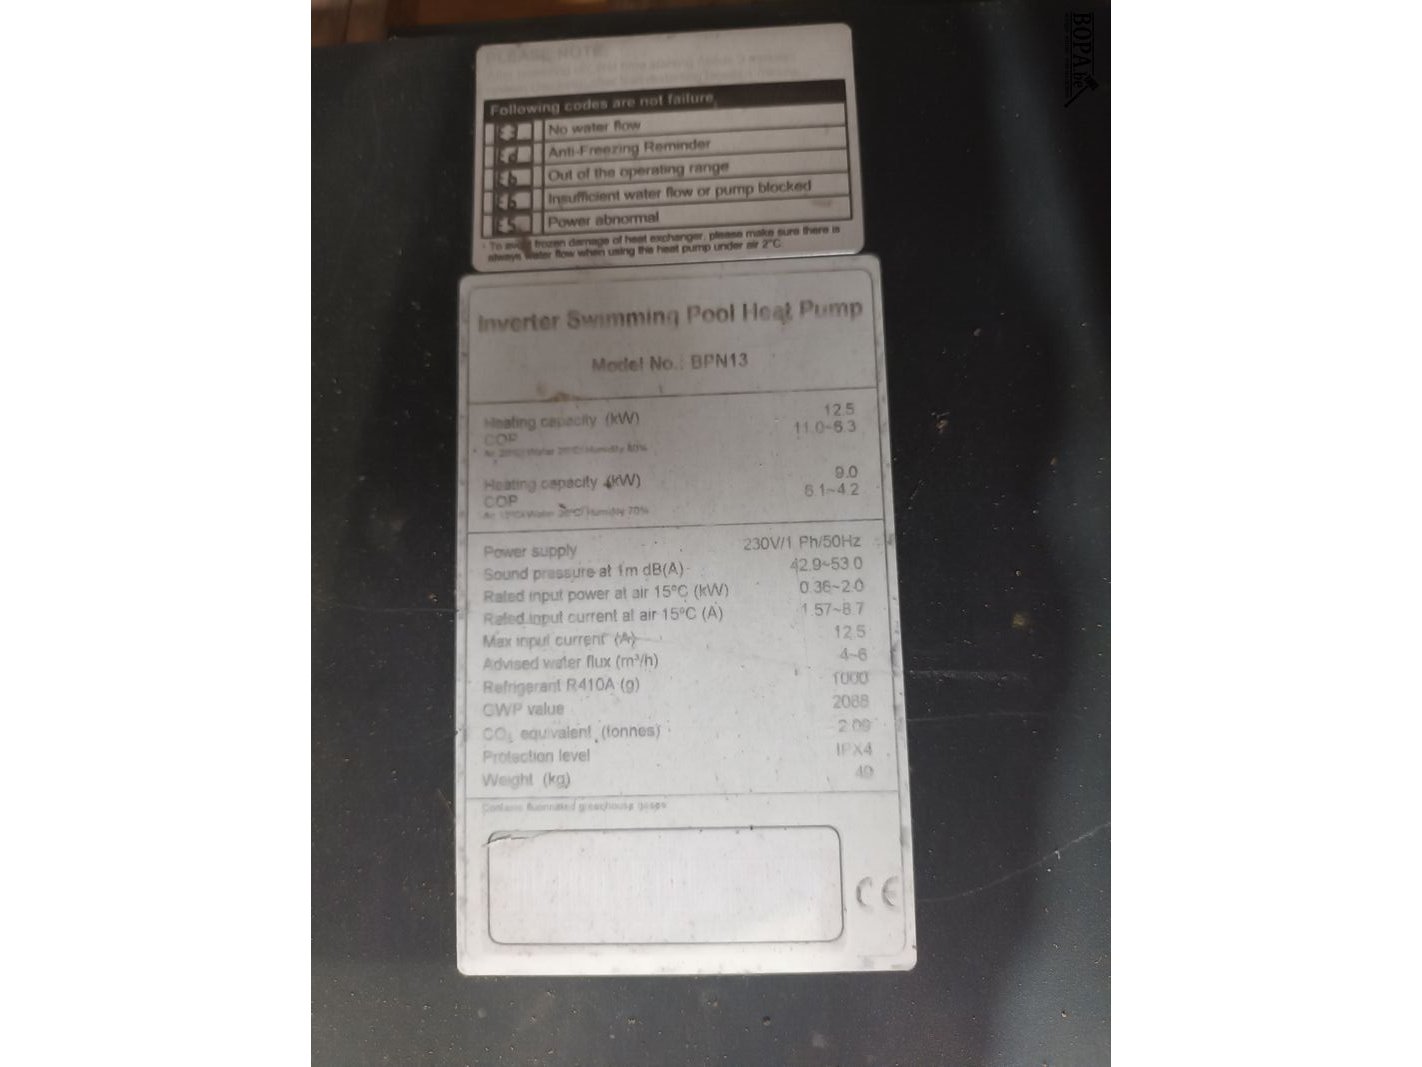 PLEASE NOTE
Following codes are not failure
E3 No water flow
Ed Anti-Freezing Reminder
Eb Out of the operating range
E6 Insufficient water flow or pump blocked
E5 Power abnormal
* To avoid frozen damage of heat exchanger, please make sure there is
always water flow when using this heat pump under air 2°C
Inverter Swimming Pool Heat Pump
Model No.: BPN13
Heating capacity (kW) 12.5
COP 11.0~6.3
Heating capacity (kW) 9.0
COP 6.1~4.2
Power supply 230V/1 Ph/50Hz
Sound pressure at 1m dB(A) 42.9~53.0
Rated input power at air 15°C (kW) 0.36~2.0
Rated input current at air 15°C (A) 1.57~8.7
Max input current (A) 12.5
Advised water flux (m³/h) 4~6
Refrigerant R410A (g) 1000
GWP value 2088
CO₂ equivalent (tonnes) 2.09
Protection level IPX4
Weight (kg) 49
Contains fluorinated greenhouse gases
CE
BOPA.be